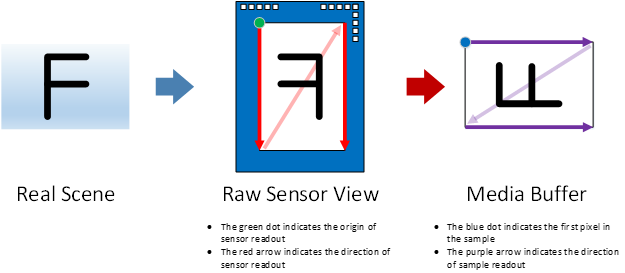 F
Real Scene
Raw Sensor View
Media Buffer
• The green dot indicates the origin of
sensor readout
• The red arrow indicates the direction of
sensor readout
• The blue dot indicates the first pixel in
the sample
• The purple arrow indicates the direction
of sample readout